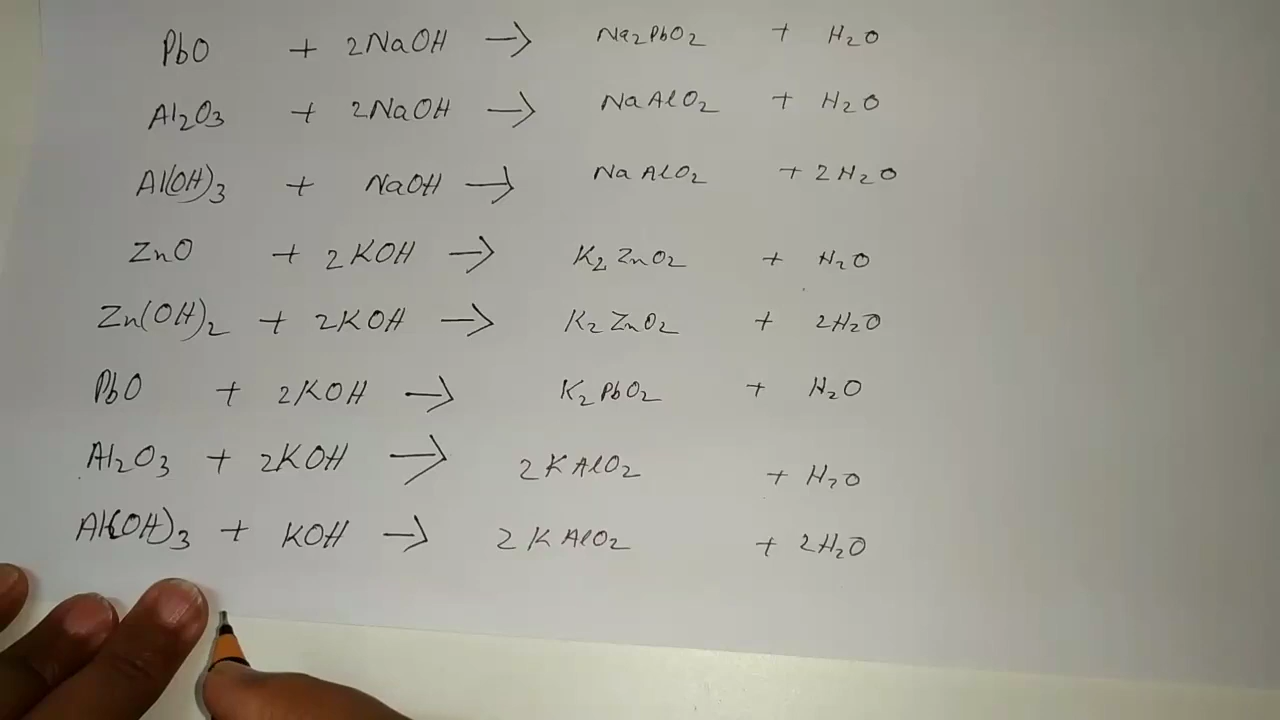 PbO + 2NaOH → Na₂PbO₂ + H₂O
Al₂O₃ + 2NaOH → NaAlO₂ + H₂O
Al(OH)₃ + NaOH → NaAlO₂ + 2H₂O
ZnO + 2KOH → K₂ZnO₂ + H₂O
Zn(OH)₂ + 2KOH → K₂ZnO₂ + 2H₂O
PbO + 2KOH → K₂PbO₂ + H₂O
Al₂O₃ + 2KOH → 2KAlO₂ + H₂O
Al(OH)₃ + KOH → 2KAlO₂ + 2H₂O